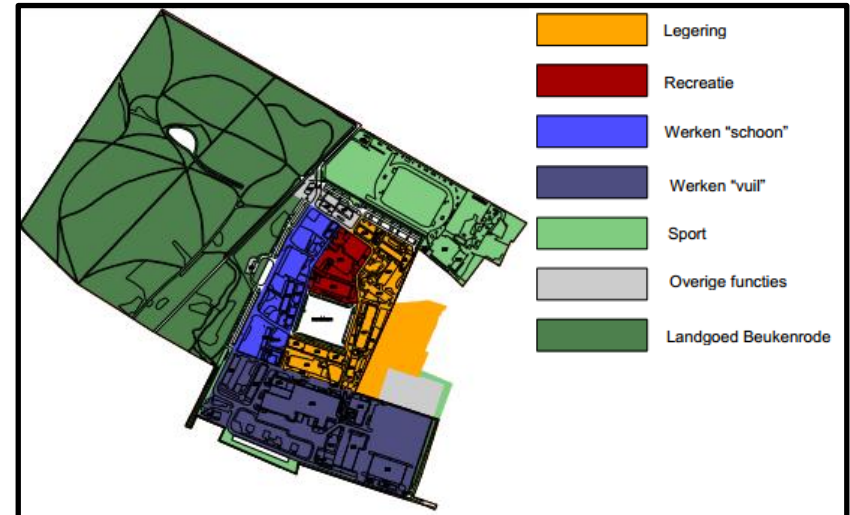 Legering
Recreatie
Werken “schoon”
Werken “vuil”
Sport
Overige functies
Landgoed Beukenrode